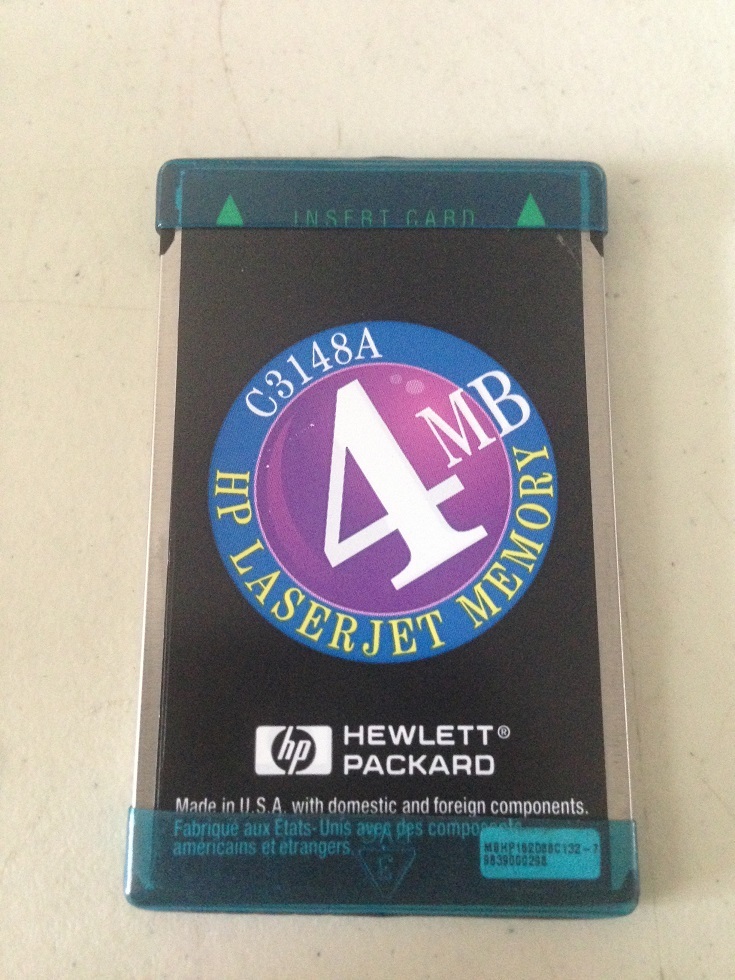 INSERT CARD
C3148A
4 MB
HP LASERJET MEMORY
hp HEWLETT®
PACKARD
Made in U.S.A. with domestic and foreign components.
Fabriqué aux Etats-Unis avec des composants
américains et étrangers.
9839000298